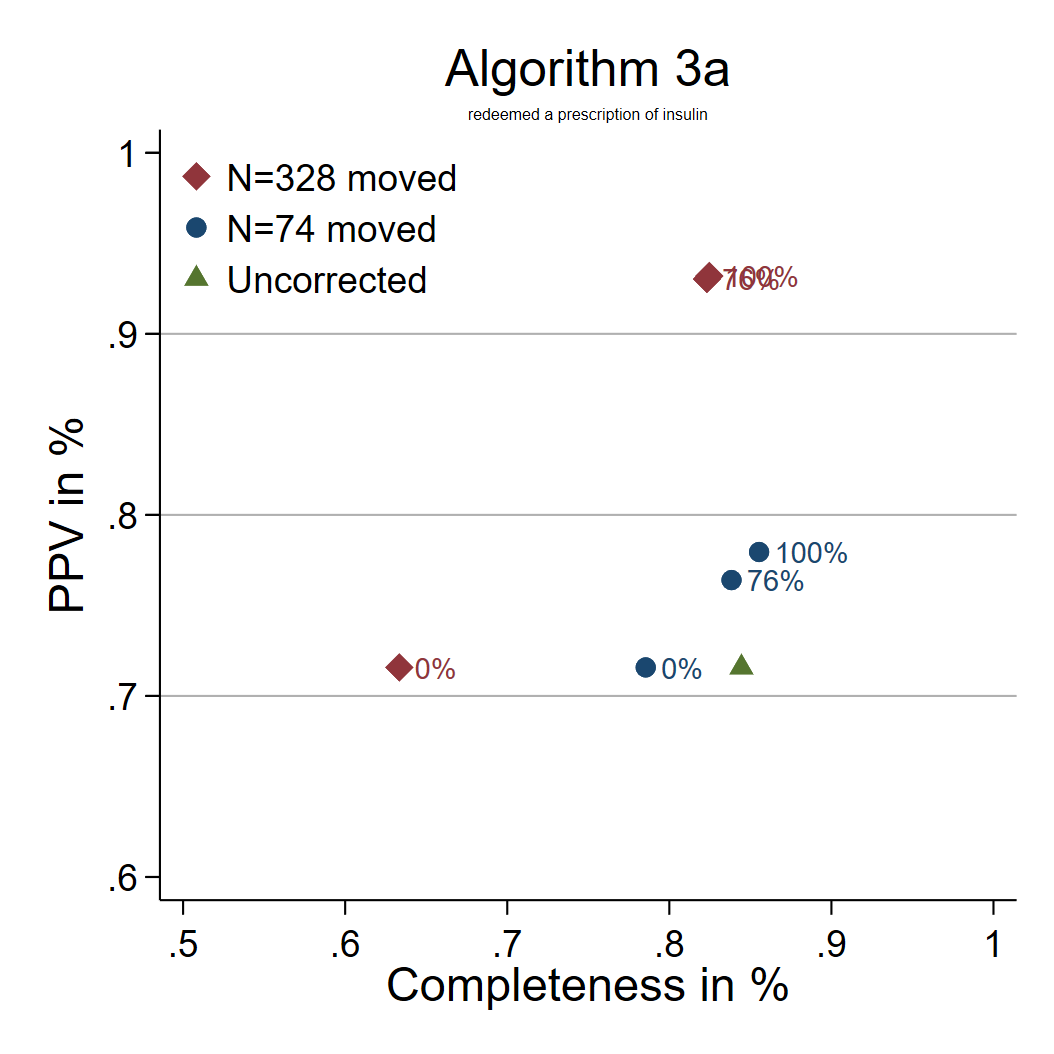 Algorithm 3a
redeemed a prescription of insulin
1
N=328 moved
N=74 moved
Uncorrected
76%
100%
.9
.8
100%
76%
0%
0%
.7
.6
PPV in %
.5 .6 .7 .8 .9 1
Completeness in %